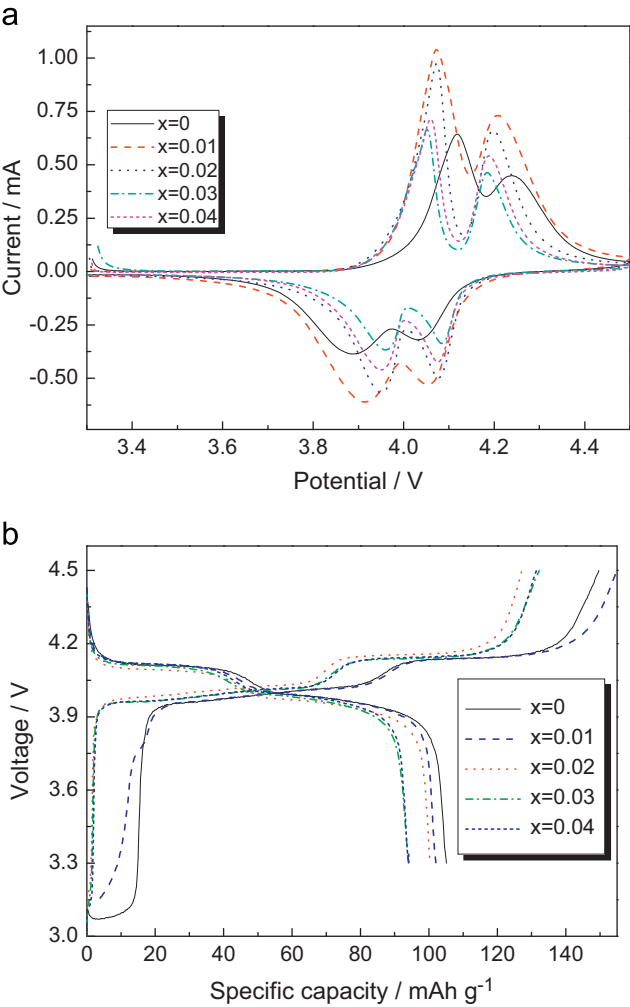 a
1.00
0.75
0.50
0.25
0.00
-0.25
-0.50
Current / mA
x=0
x=0.01
x=0.02
x=0.03
x=0.04
3.4 3.6 3.8 4.0 4.2 4.4
Potential / V
b
4.5
4.2
3.9
3.6
3.3
3.0
Voltage / V
x=0
x=0.01
x=0.02
x=0.03
x=0.04
0 20 40 60 80 100 120 140
Specific capacity / mAh g⁻¹